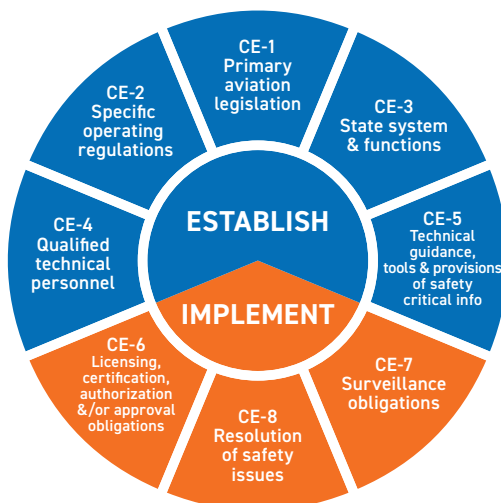 CE-1
Primary
aviation
legislation
CE-2
Specific
operating
regulations
CE-3
State system
& functions
CE-4
Qualified
technical
personnel
ESTABLISH
CE-5
Technical
guidance,
tools & provisions
of safety
critical info
IMPLEMENT
CE-6
Licensing,
certification,
authorization
&/or approval
obligations
CE-7
Surveillance
obligations
CE-8
Resolution
of safety
issues